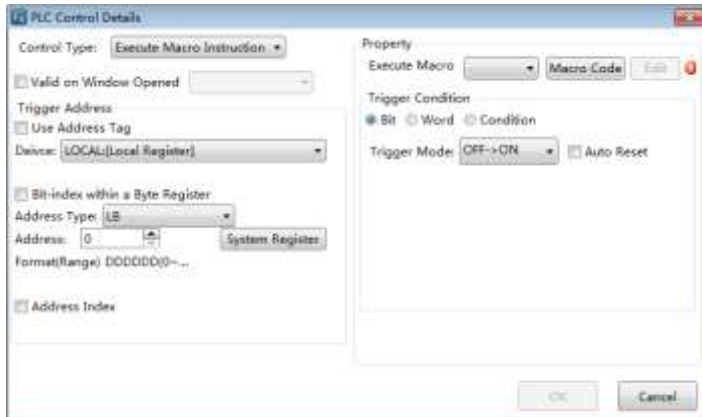 PLC Control Details
Control Type: Execute Macro Instruction
Valid on Window Opened
Trigger Address
Use Address Tag
Deivce: LOCAL:[Local Register]
Bit-index within a Byte Register
Address Type: LB
Address: 0 System Register
Format(Range) DDDDDD(0~...
Address Index
Property
Execute Macro Macro Code Edit
Trigger Condition
Bit Word Condition
Trigger Mode: OFF->ON Auto Reset
OK Cancel